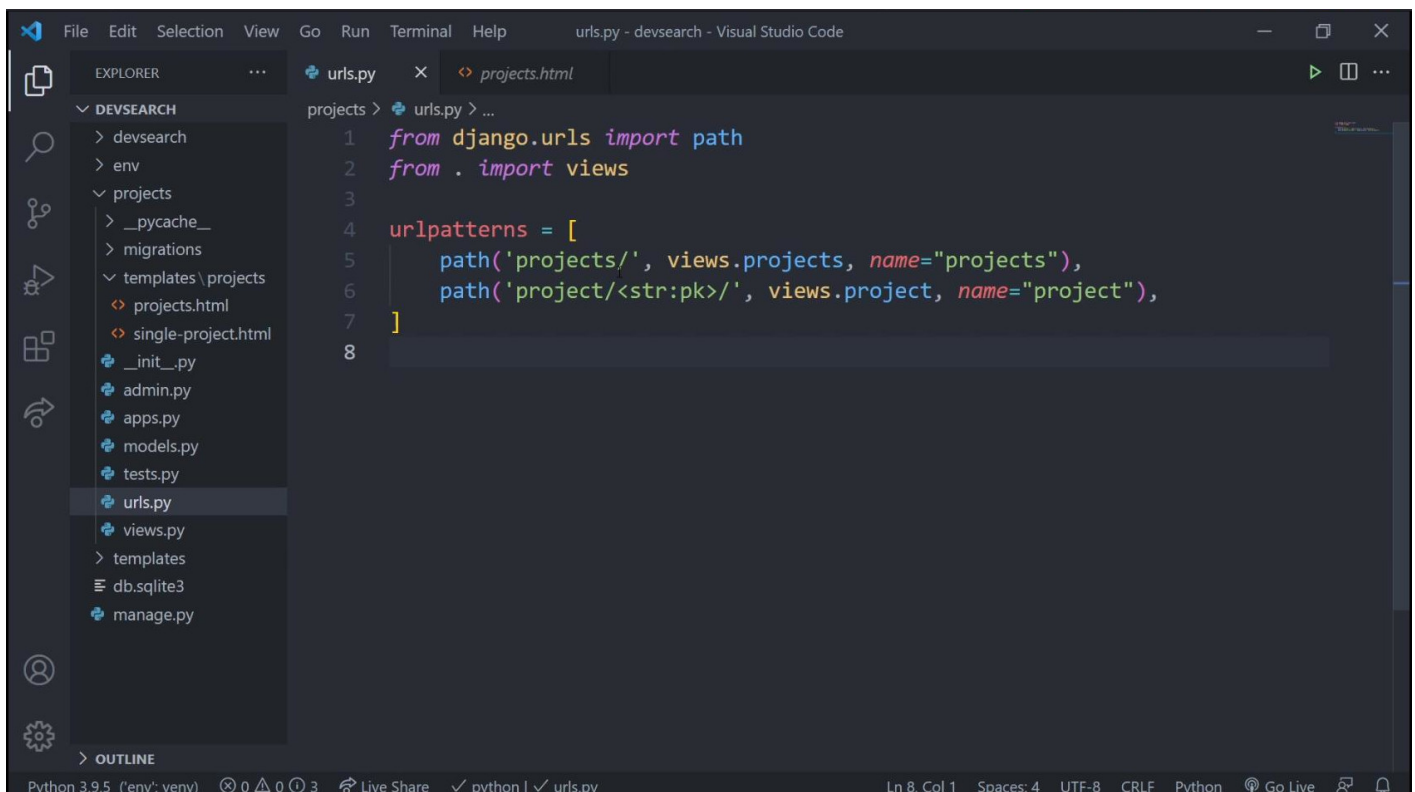 File Edit Selection View Go Run Terminal Help urls.py - devsearch - Visual Studio Code
EXPLORER
urls.py
projects.html
DEVSEARCH
devsearch
env
projects
__pycache__
migrations
templates\projects
projects.html
single-project.html
__init__.py
admin.py
apps.py
models.py
tests.py
urls.py
views.py
templates
db.sqlite3
manage.py
OUTLINE
projects > urls.py > ...
1 from django.urls import path
2 from . import views
3
4 urlpatterns = [
5     path('projects/', views.projects, name="projects"),
6     path('project/<str:pk>/', views.project, name="project"),
7 ]
8
Python 3.9.5 ('env': venv) 0 0 3 Live Share ✓ python | ✓ urls.py Ln 8, Col 1 Spaces: 4 UTF-8 CRLF Python Go Live